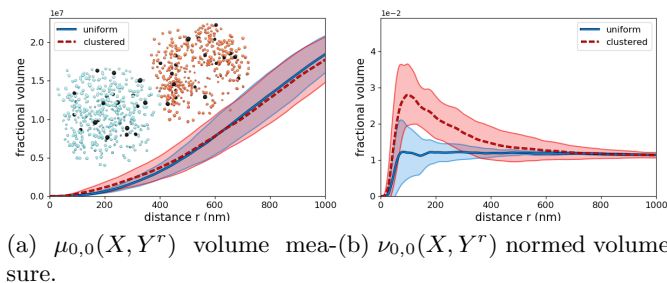 1e7
uniform
clustered
2.0
1.5
1.0
0.5
0.0
fractional volume
0 200 400 600 800 1000
distance r (nm)
1e−2
uniform
clustered
4
3
2
1
0
fractional volume
0 200 400 600 800 1000
distance r (nm)
(a) μ0,0(X, Y^r) volume mea-
sure.
(b) ν0,0(X, Y^r) normed volume